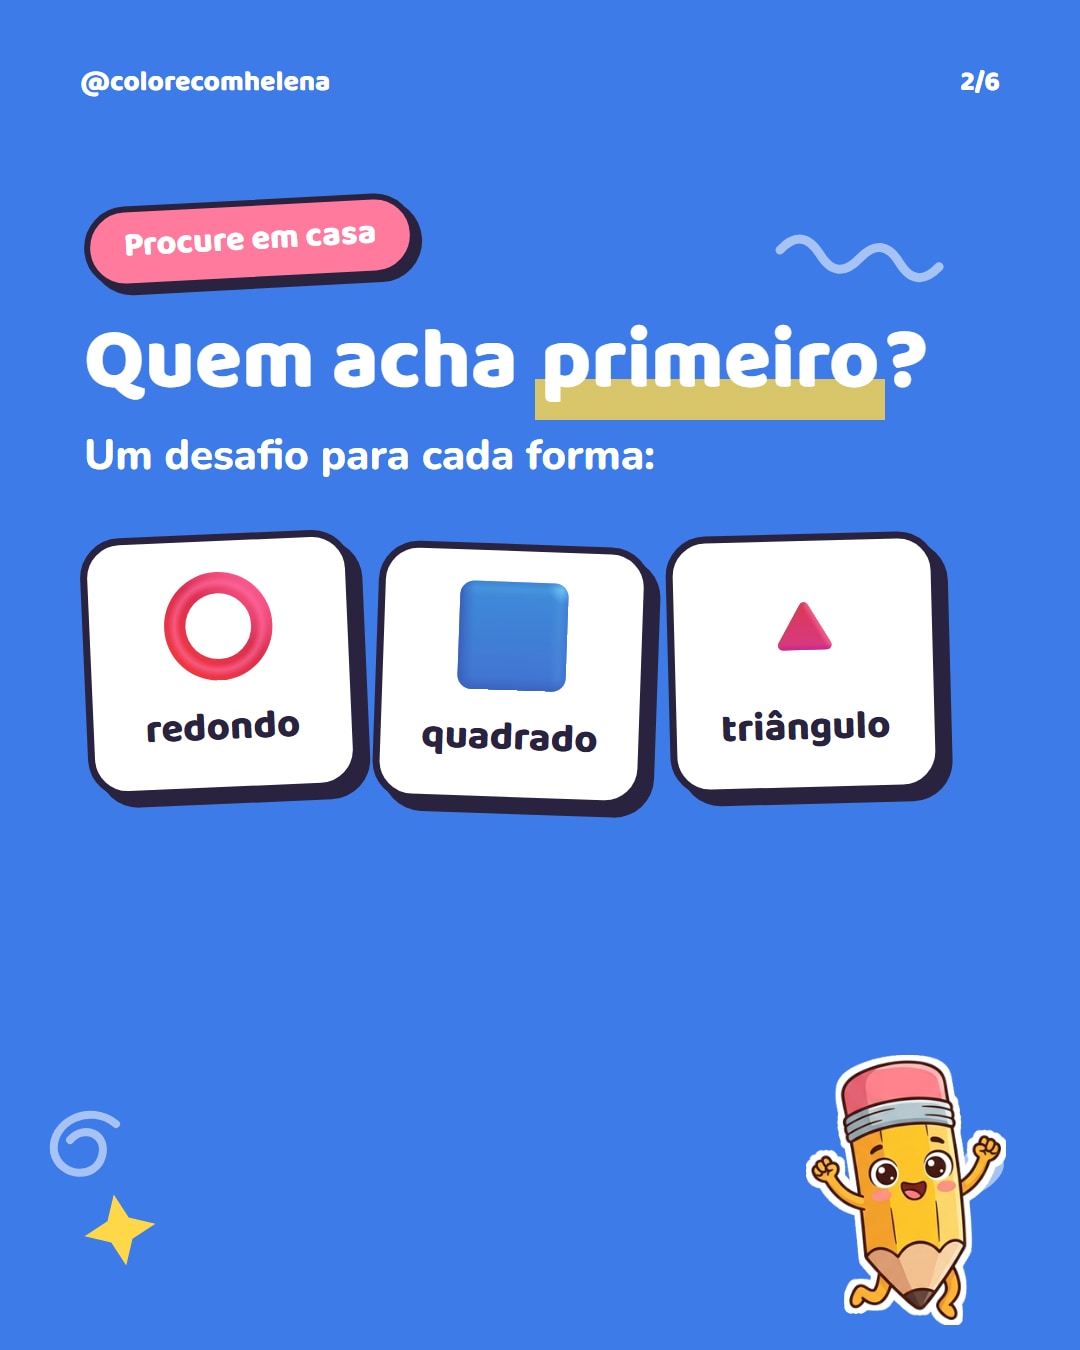 @colorecomhelena
2/6
Procure em casa
Quem acha primeiro?
Um desafio para cada forma:
redondo
quadrado
triângulo